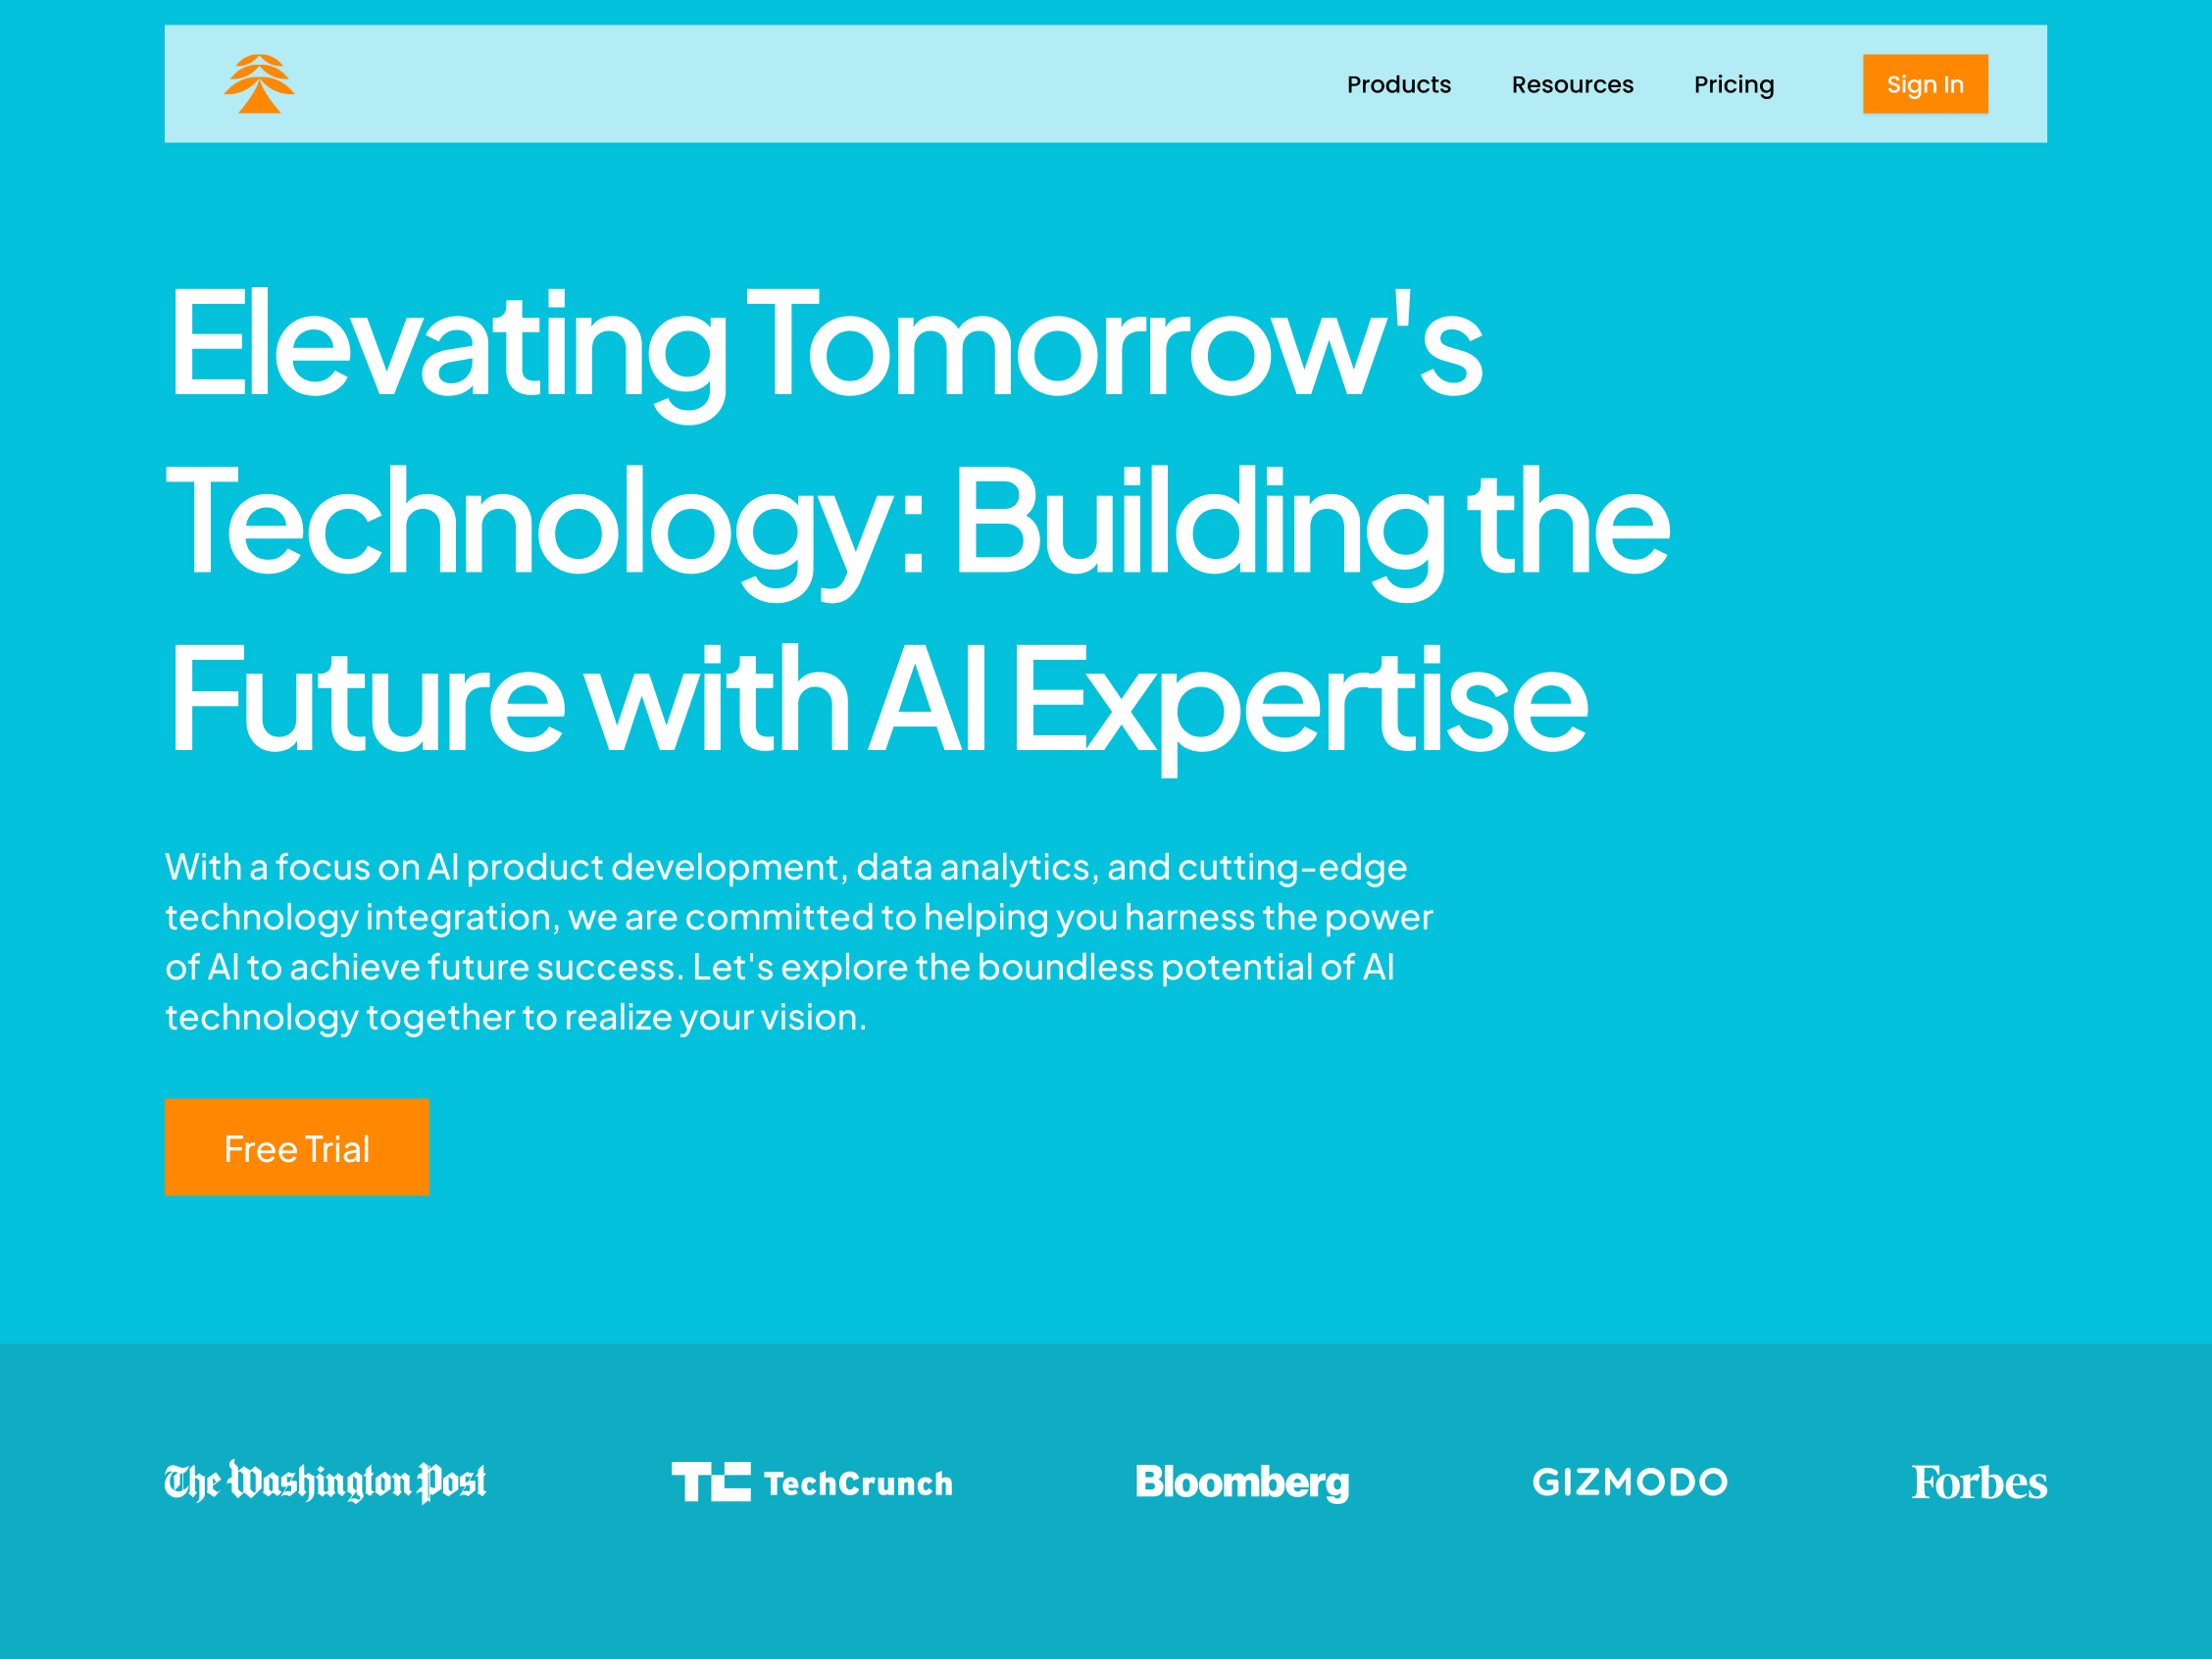 Products Resources Pricing Sign In
Elevating Tomorrow's
Technology: Building the
Future with AI Expertise
With a focus on AI product development, data analytics, and cutting-edge
technology integration, we are committed to helping you harness the power
of AI to achieve future success. Let's explore the boundless potential of AI
technology together to realize your vision.
Free Trial
The Washington Post TC TechCrunch Bloomberg GIZMODO Forbes